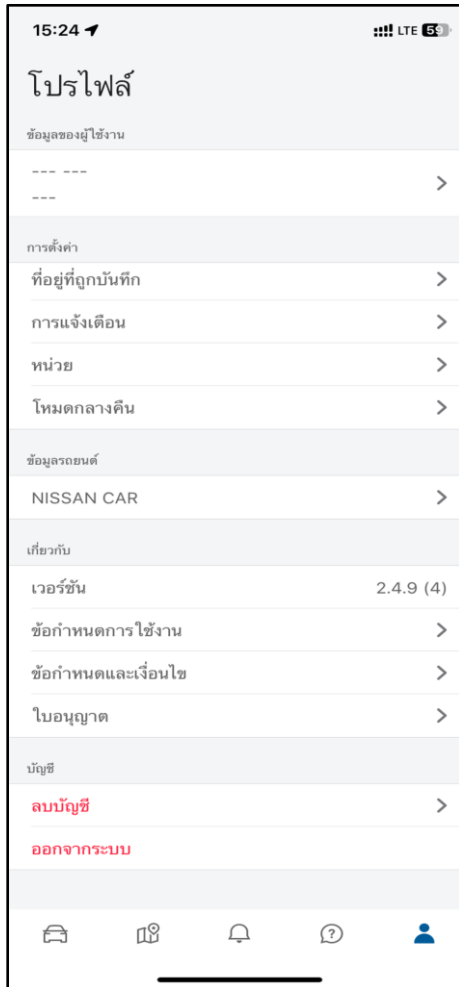 15:24 LTE 59
โปรไฟล์
ข้อมูลของผู้ใช้งาน
--- ---
---
การตั้งค่า
ที่อยู่ที่ถูกบันทึก
การแจ้งเตือน
หน่วย
โหมดกลางคืน
ข้อมูลรถยนต์
NISSAN CAR
เกี่ยวกับ
เวอร์ชัน 2.4.9 (4)
ข้อกำหนดการใช้งาน
ข้อกำหนดและเงื่อนไข
ใบอนุญาต
บัญชี
ลบบัญชี
ออกจากระบบ